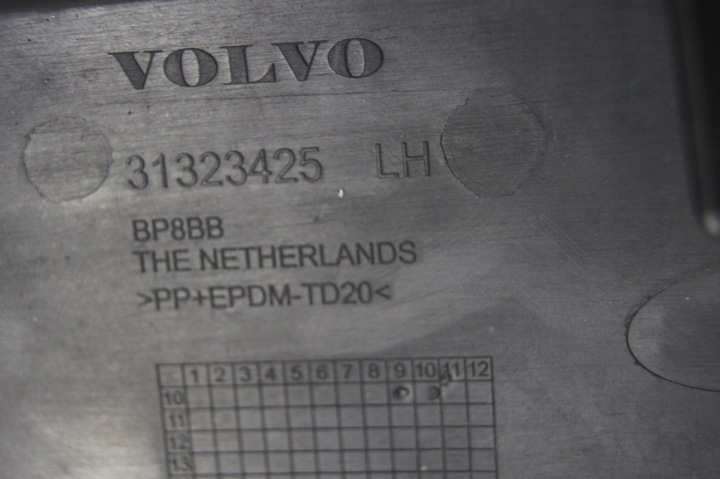 VOLVO
31323425 LH
BP8BB
THE NETHERLANDS
>PP+EPDM-TD20<
1 2 3 4 5 6 7 8 9 10 11 12
10
11
12
13